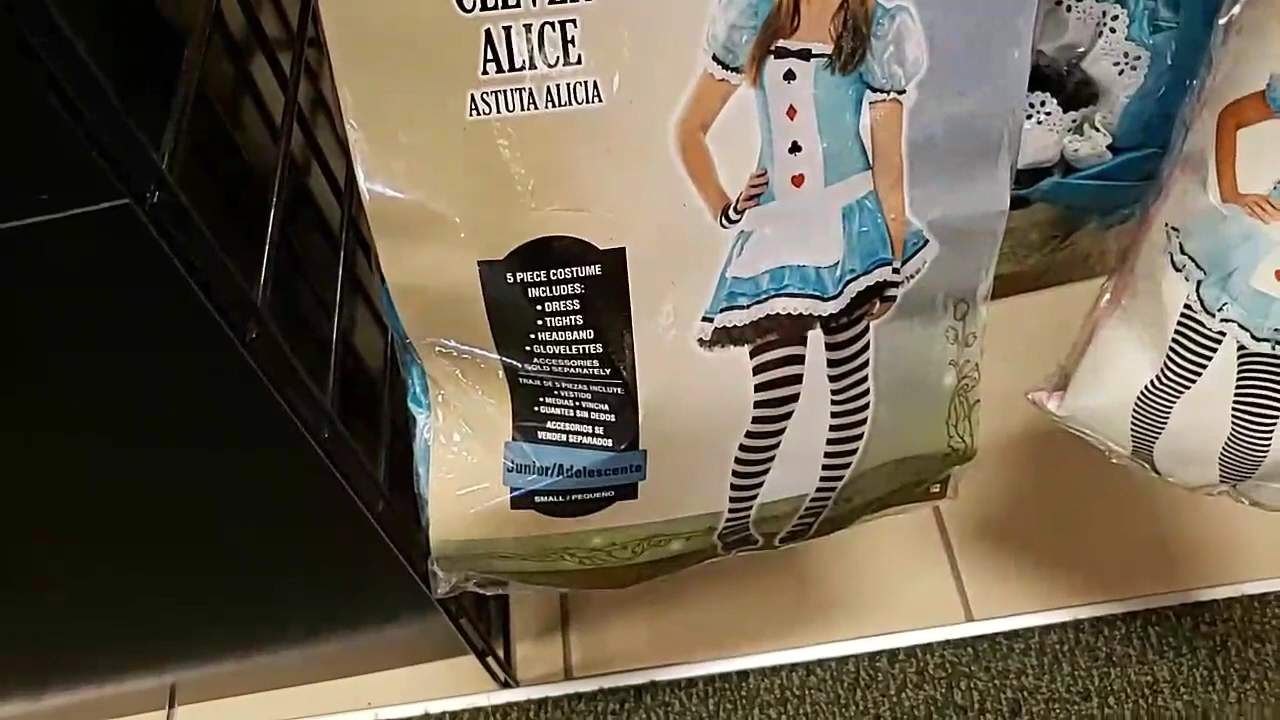 CLEVER
ALICE
ASTUTA ALICIA
5 PIECE COSTUME
INCLUDES:
• DRESS
• TIGHTS
• HEADBAND
• GLOVELETTES
ACCESSORIES
SOLD SEPARATELY
TRAJE DE 5 PIEZAS INCLUYE:
• VESTIDO
• MEDIAS • VINCHA
• GUANTES SIN DEDOS
ACCESORIOS SE
VENDEN SEPARADOS
Junior/Adolescente
SMALL / PEQUEÑO